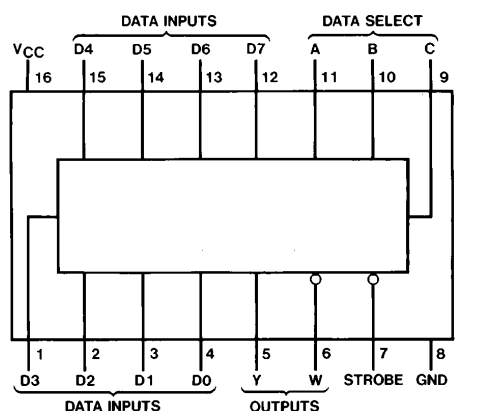 DATA INPUTS DATA SELECT
VCC D4 D5 D6 D7 A B C
16 15 14 13 12 11 10 9
1 2 3 4 5 6 7 8
D3 D2 D1 D0 Y W STROBE GND
DATA INPUTS OUTPUTS